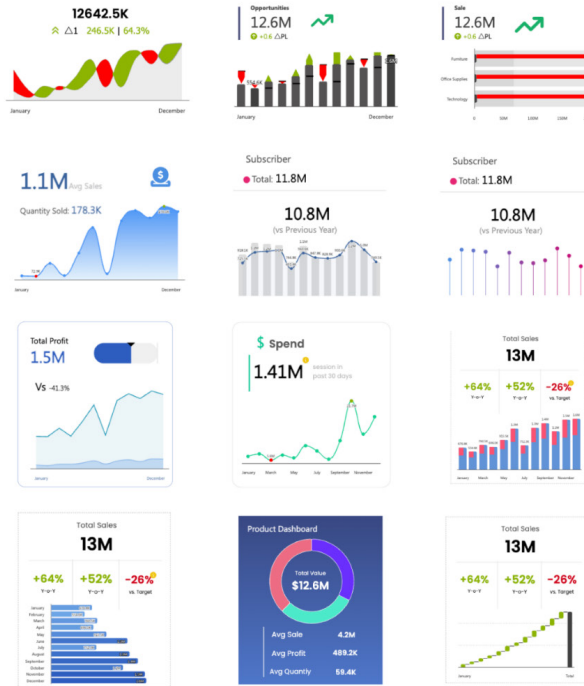 12642.5K
△1 246.5K | 64.3%
January December
Opportunities
12.6M
+0.6 △PL
January December
Sale
12.6M
+0.6 △PL
Furniture
Office Supplies
Technology
0 50M 100M 150M
1.1M Avg Sales
Quantity Sold: 178.3K
January December
Subscriber
Total: 11.8M
10.8M
(vs Previous Year)
Subscriber
Total: 11.8M
10.8M
(vs Previous Year)
Total Profit
1.5M
Vs -41.3%
January December
$ Spend
1.41M
session in
past 30 days
January March May July September November
Total Sales
13M
+64% +52% -26%
Y-o-Y Y-o-Y vs. Target
January March May July September November
Total Sales
13M
+64% +52% -26%
Y-o-Y Y-o-Y vs. Target
January
February
March
April
May
June
July
August
September
October
November
December
Product Dashboard
Total Value
$12.6M
Avg Sale 4.2M
Avg Profit 489.2K
Avg Quantly 59.4K
Total Sales
13M
+64% +52% -26%
Y-o-Y Y-o-Y vs. Target
January Total